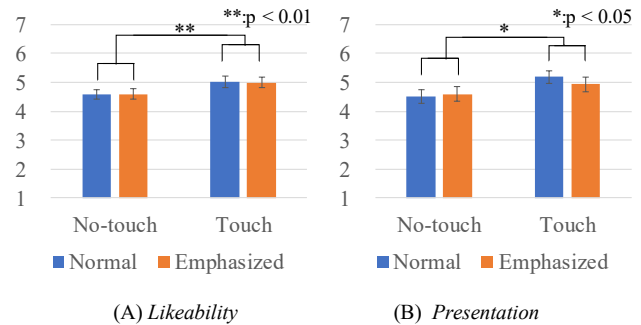 7
6
5
4
3
2
1
**:p < 0.01
**
No-touch
Touch
Normal
Emphasized
(A) Likeability
7
6
5
4
3
2
1
*:p < 0.05
*
No-touch
Touch
Normal
Emphasized
(B) Presentation